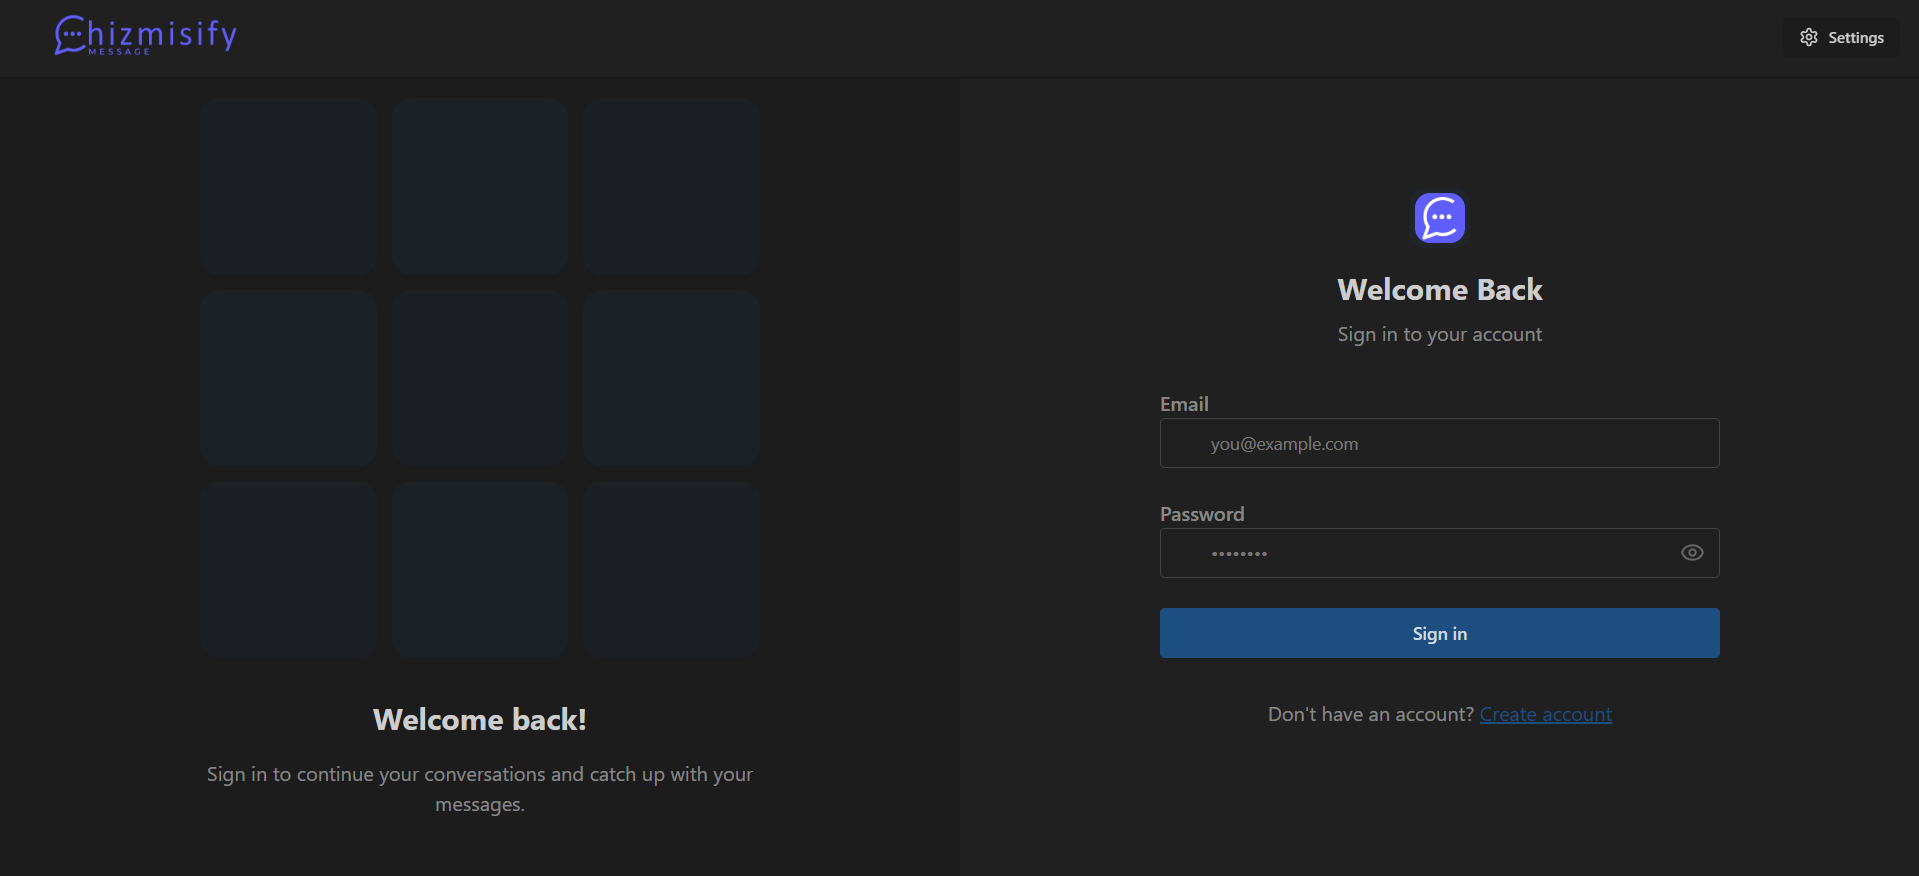 Chizmisify
MESSAGE
Settings
Welcome back!
Sign in to continue your conversations and catch up with your
messages.
Welcome Back
Sign in to your account
Email
you@example.com
Password
••••••••
Sign in
Don't have an account? Create account